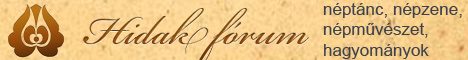 Hidak fórum
néptánc, népzene,
népművészet,
hagyományok